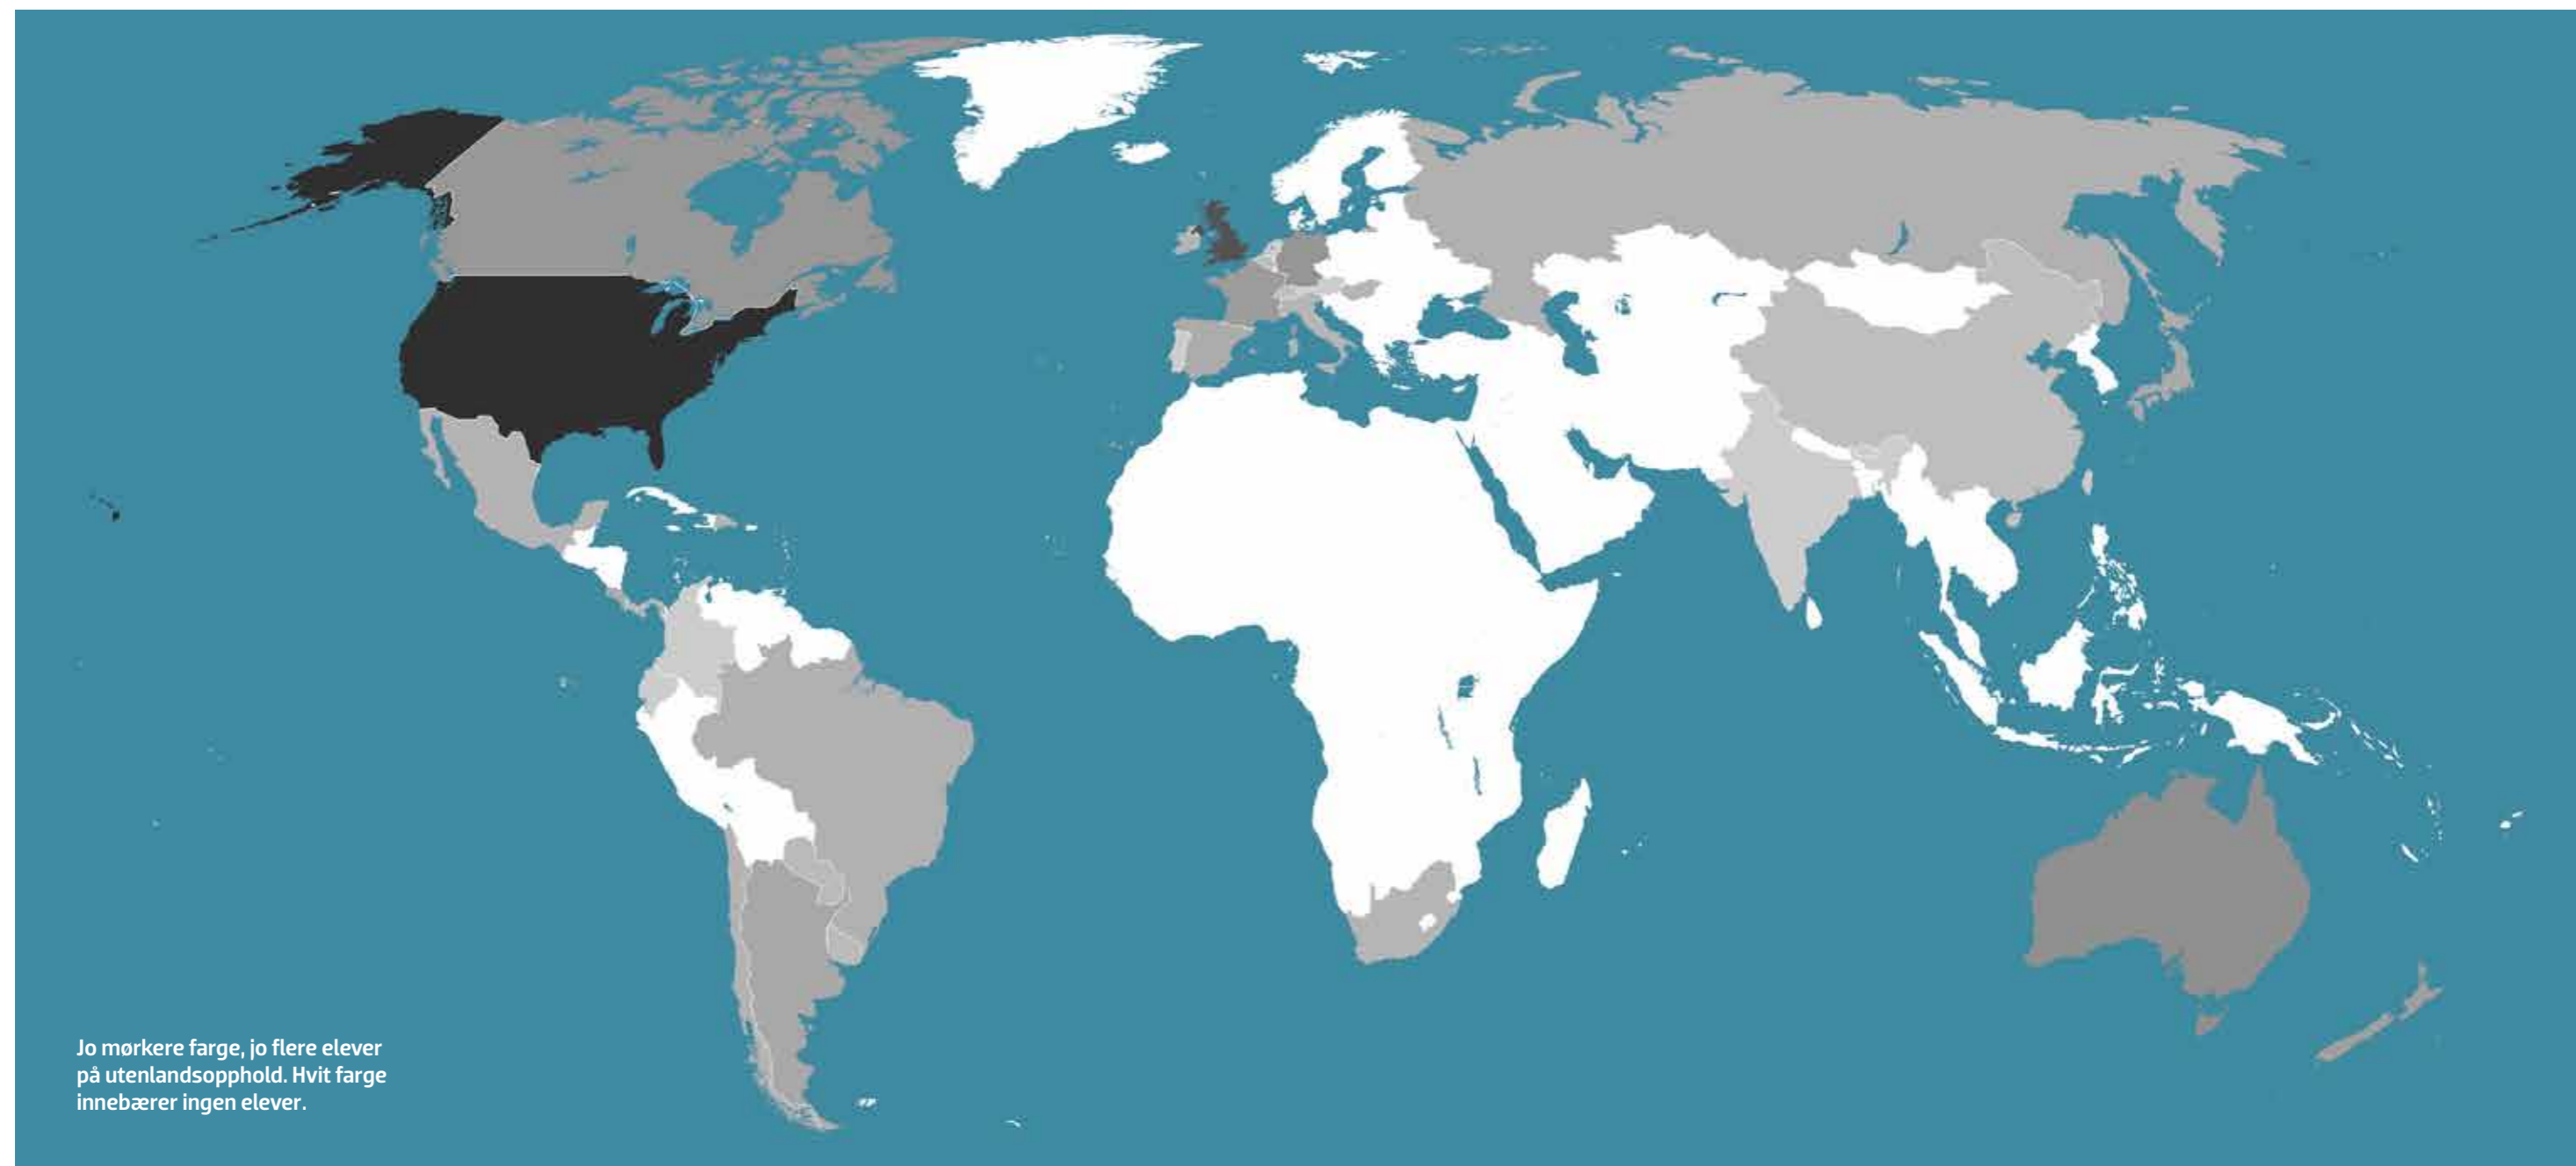 Jo mørkere farge, jo flere elever
på utenlandsopphold. Hvit farge
innebærer ingen elever.